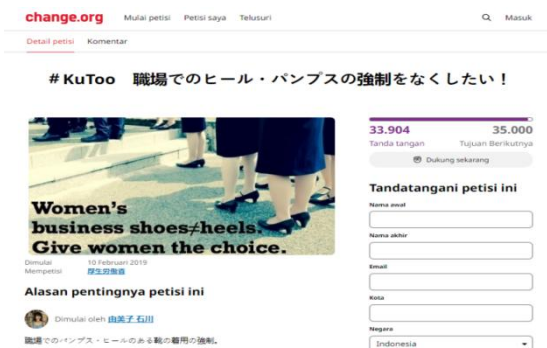 change.org
Mulai petisi Petisi saya Telusuri
Masuk
Detail petisi Komentar
#KuToo 職場でのヒール・パンプスの強制をなくしたい！
Women's
business shoes≠heels.
Give women the choice.
Dimulai 10 Februari 2019
Mempetisi 厚生労働省
Alasan pentingnya petisi ini
Dimulai oleh 由美子 石川
職場でのパンプス・ヒールのある靴の着用の強制。
33.904 35.000
Tanda tangan Tujuan Berikutnya
Dukung sekarang
Tandatangani petisi ini
Nama awal
Nama akhir
Email
Kota
Negara
Indonesia